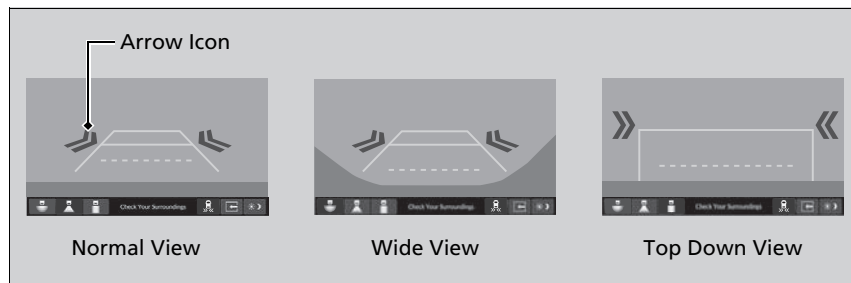 Arrow Icon
Check Your Surroundings
Check Your Surroundings
Check Your Surroundings
Normal View
Wide View
Top Down View